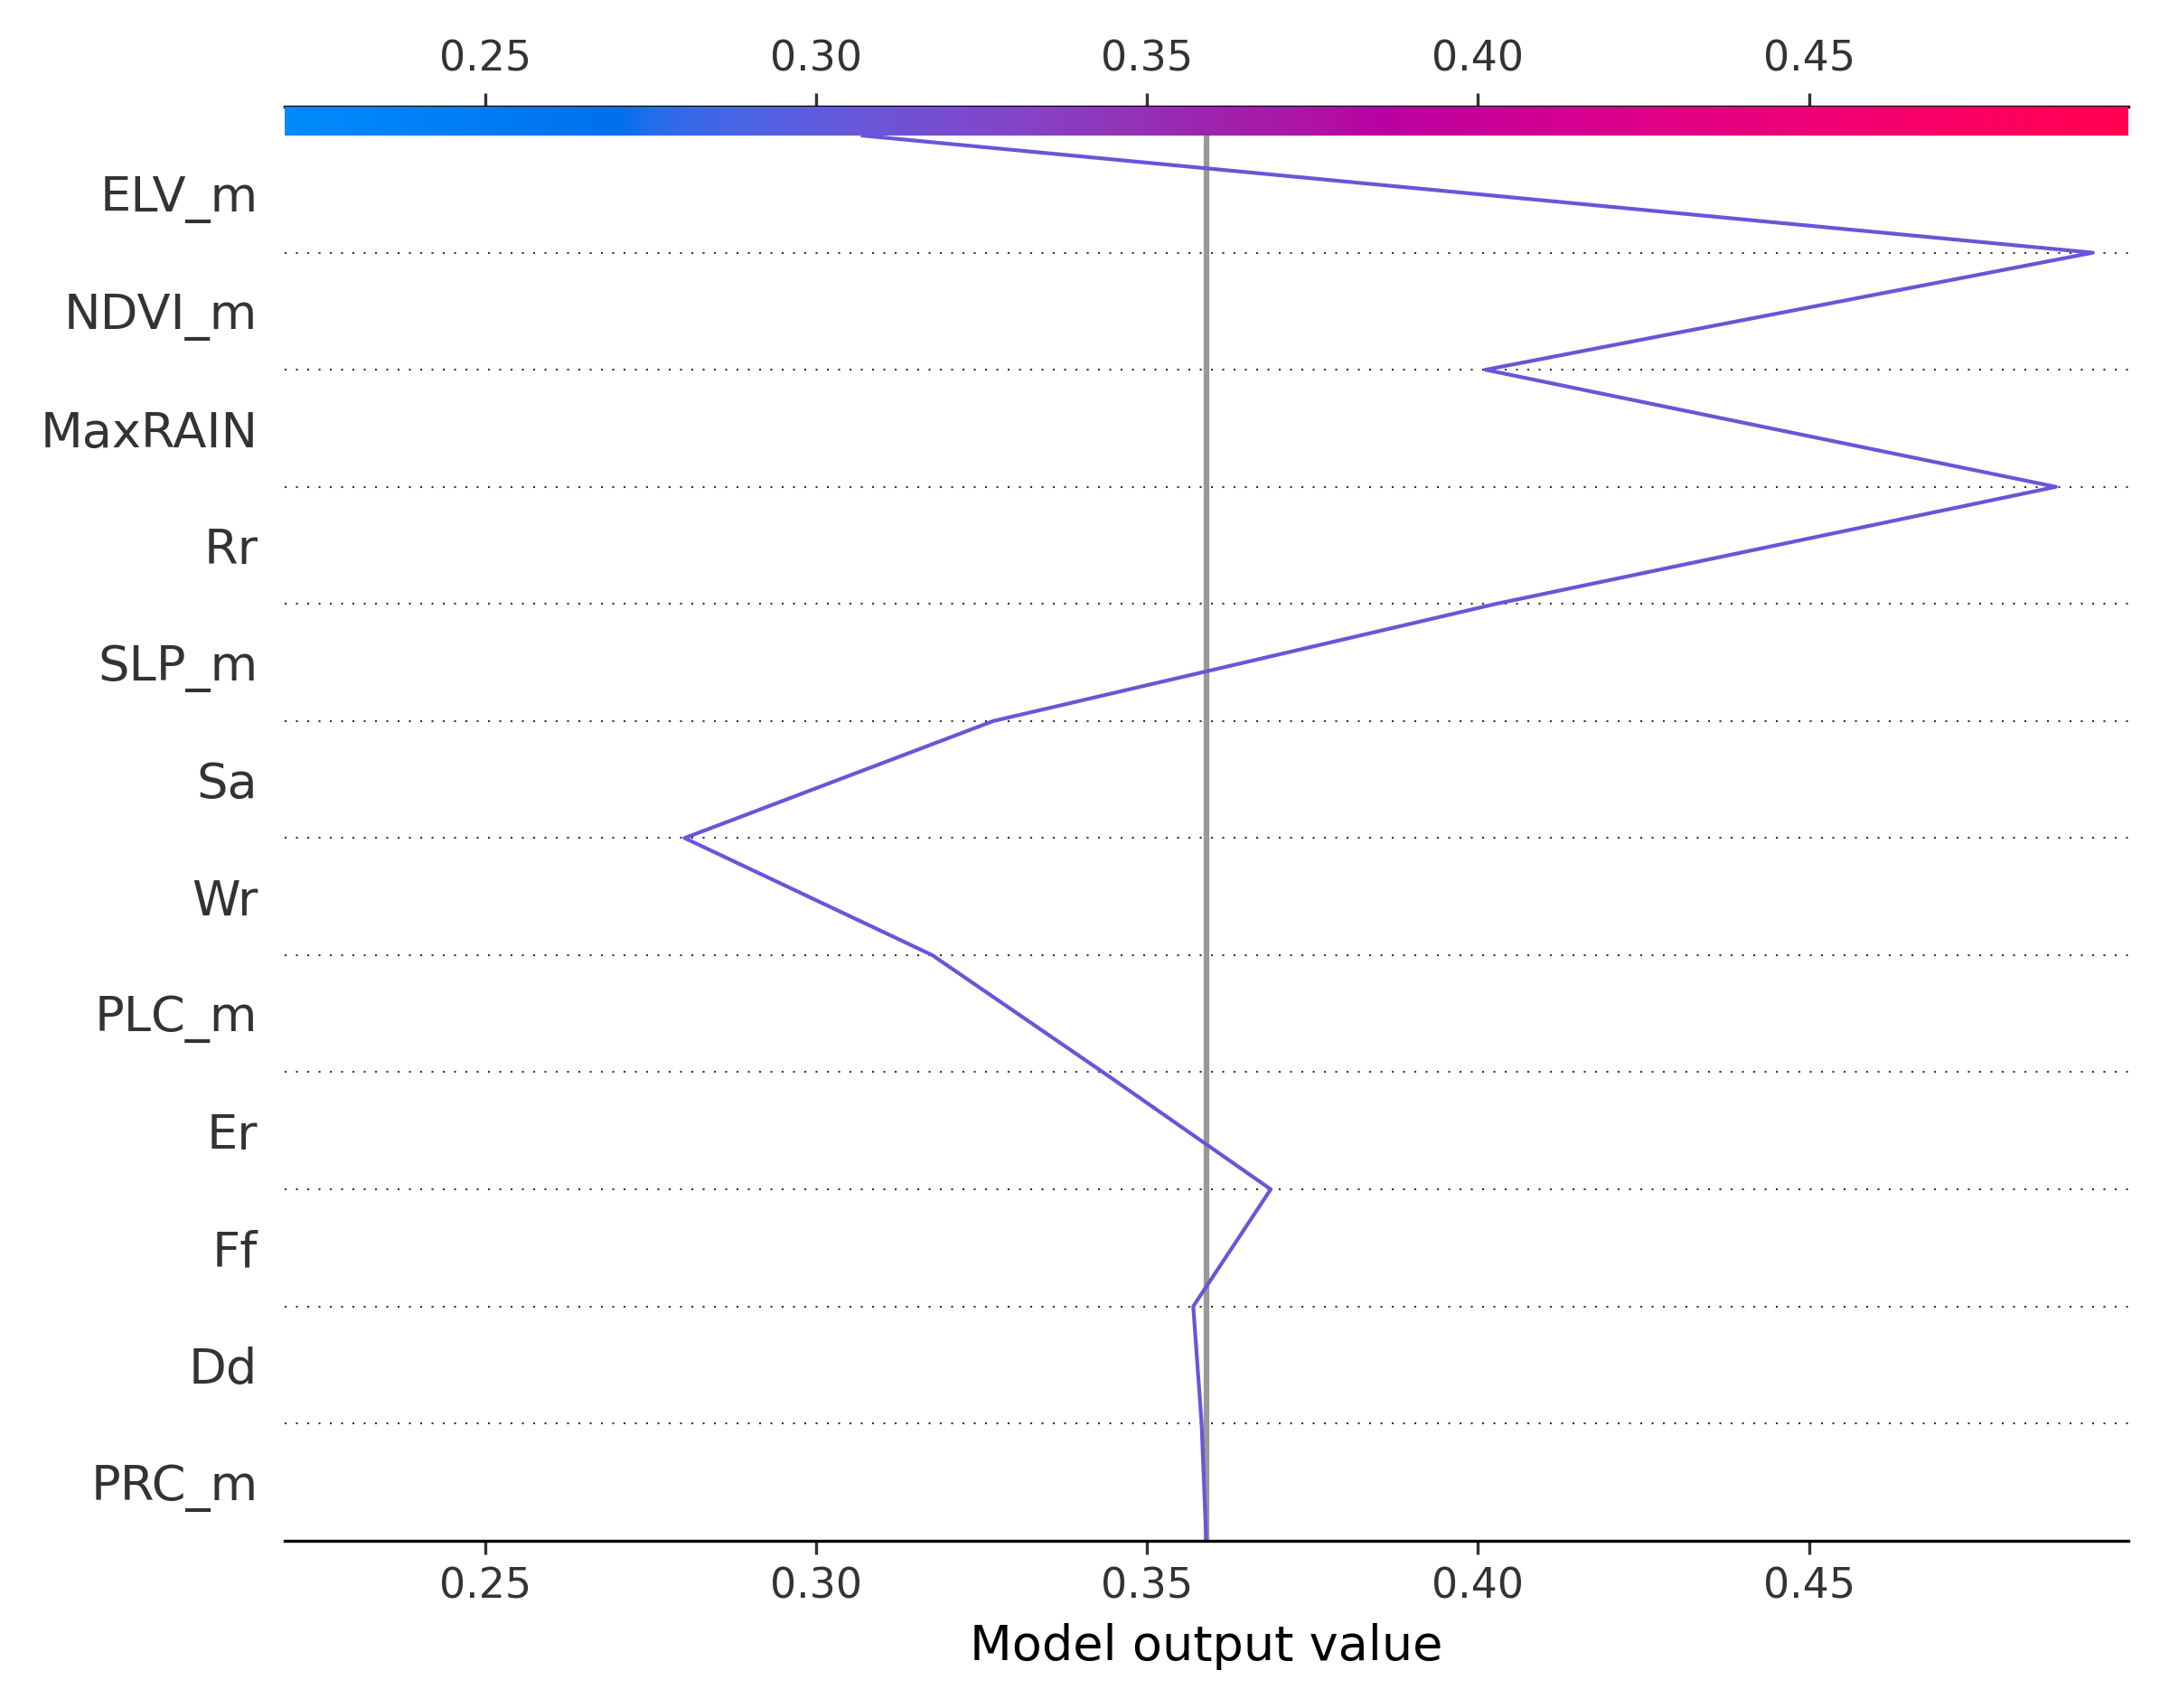 0.25 0.30 0.35 0.40 0.45
ELV_m
NDVI_m
MaxRAIN
Rr
SLP_m
Sa
Wr
PLC_m
Er
Ff
Dd
PRC_m
0.25 0.30 0.35 0.40 0.45
Model output value